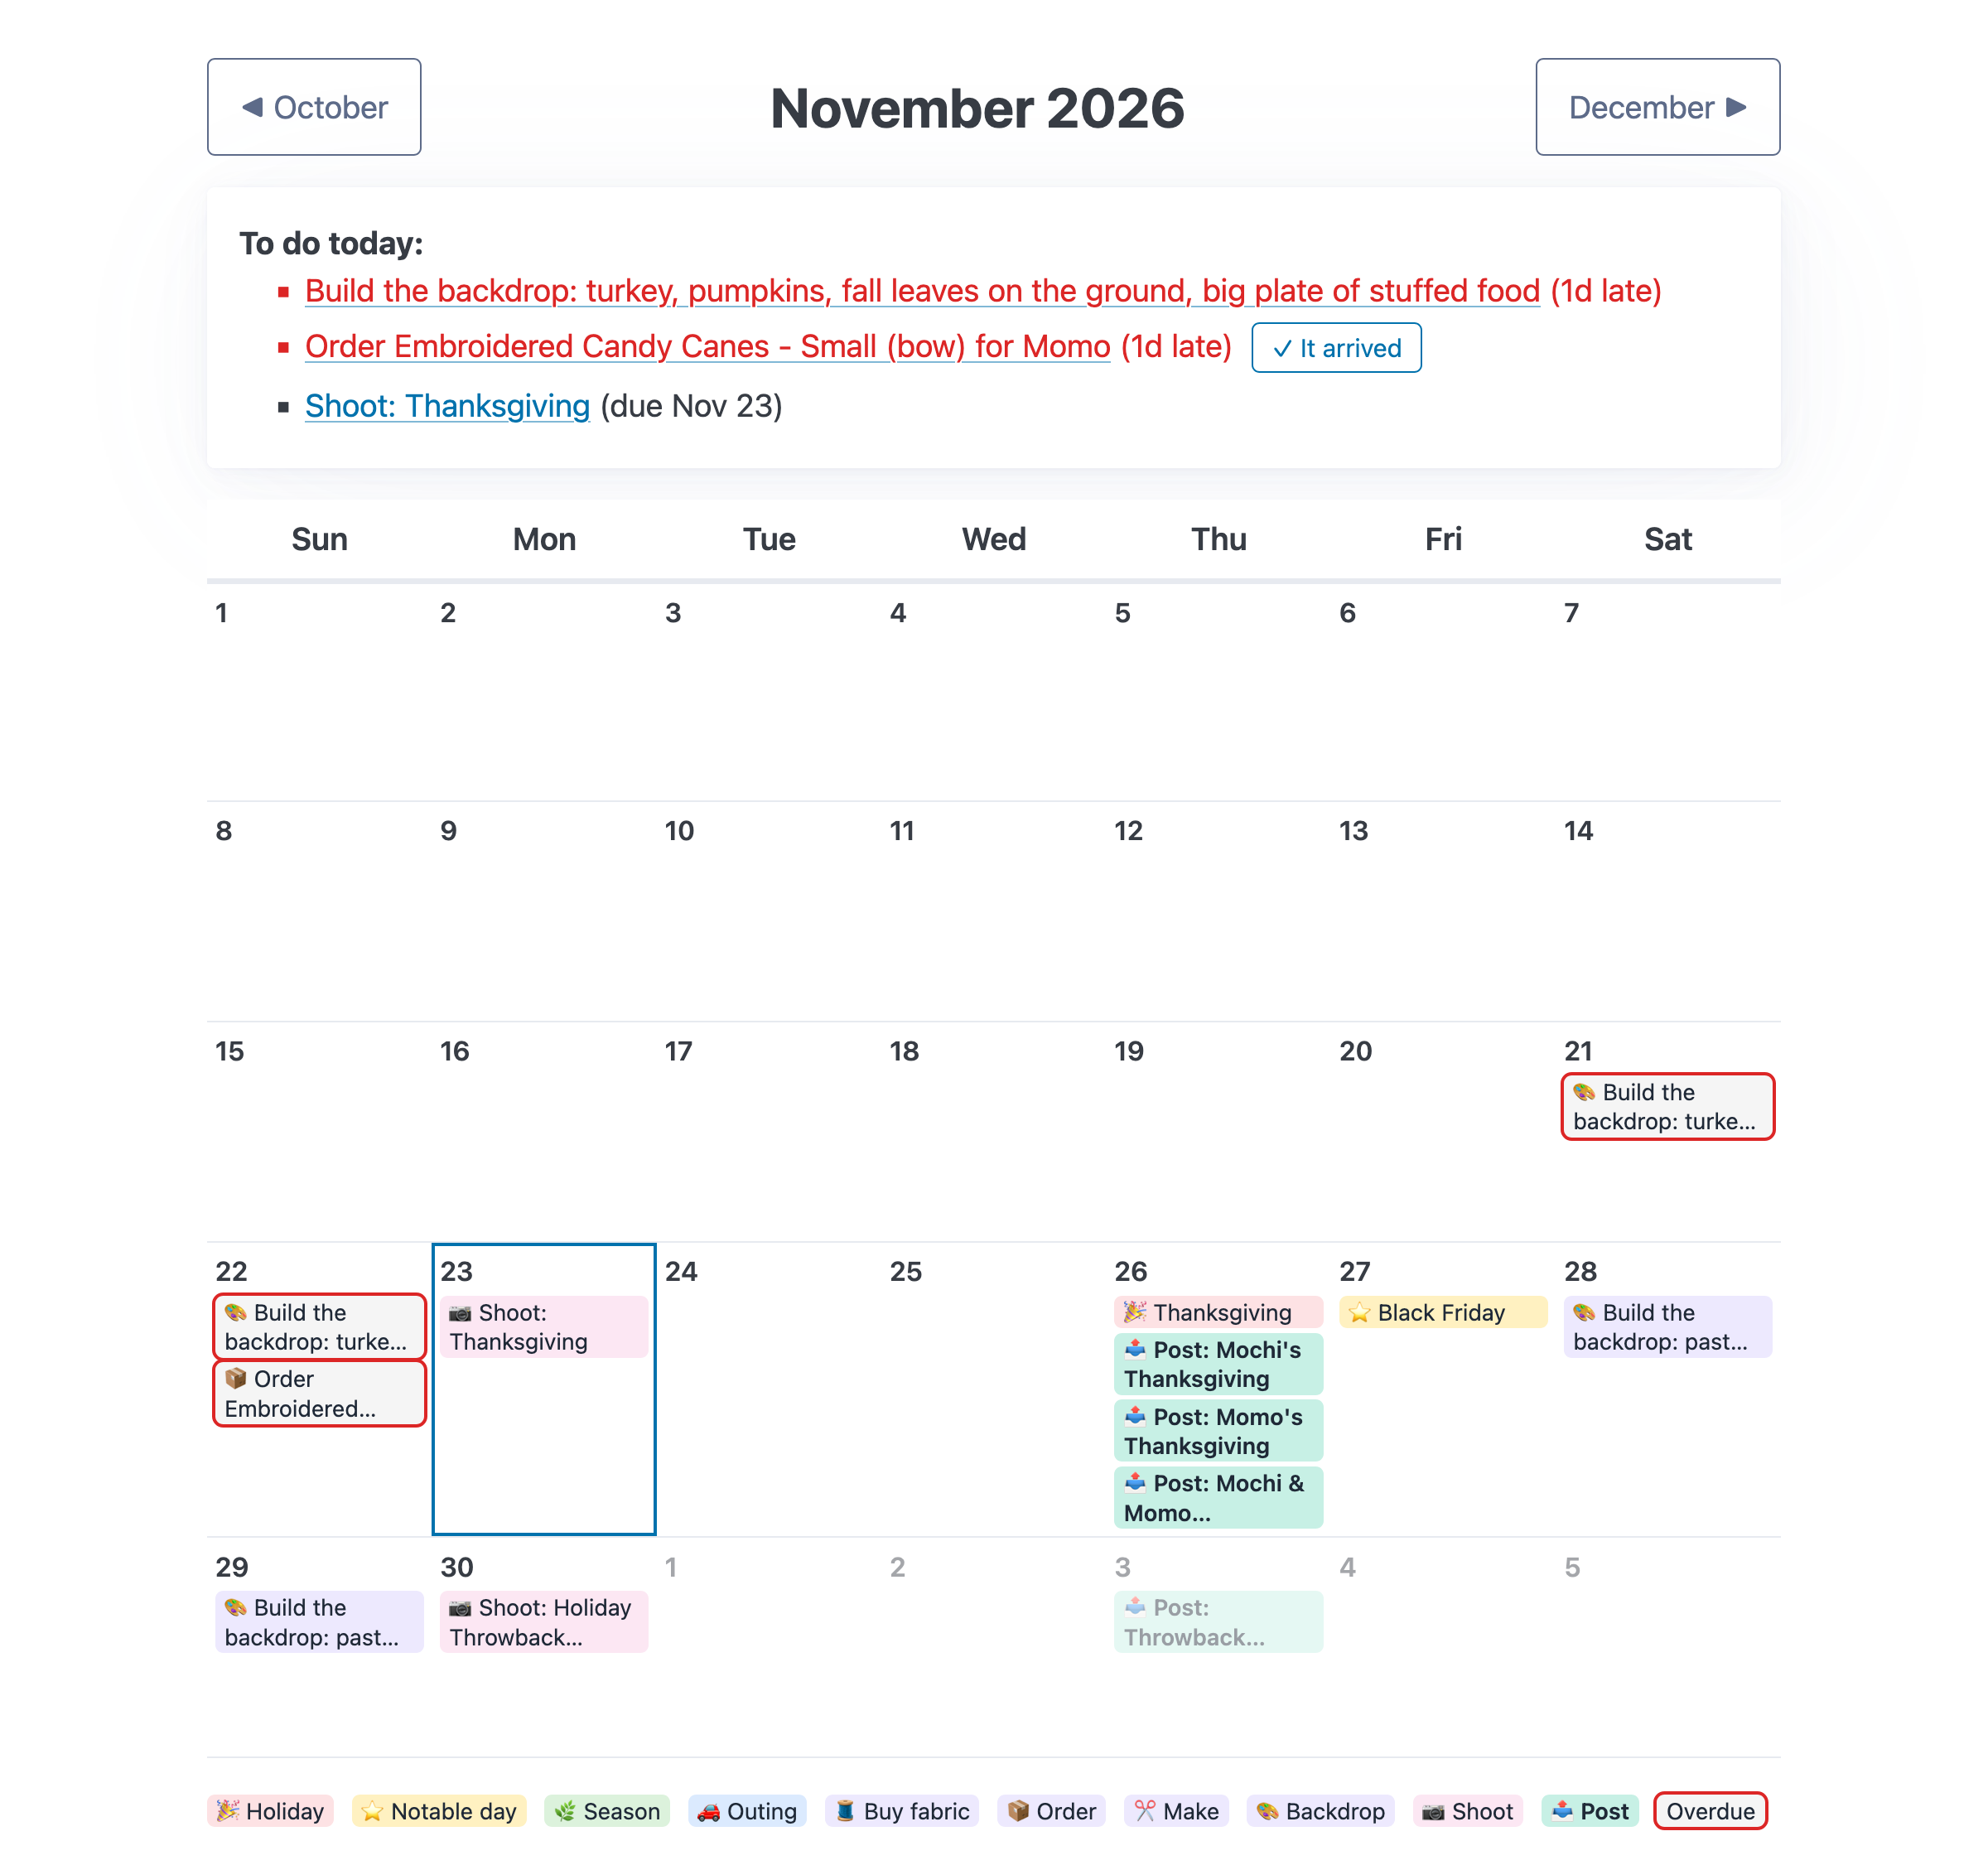 ◀ October
November 2026
December ▶
To do today:
▪ Build the backdrop: turkey, pumpkins, fall leaves on the ground, big plate of stuffed food (1d late)
▪ Order Embroidered Candy Canes - Small (bow) for Momo (1d late) ✓ It arrived
▪ Shoot: Thanksgiving (due Nov 23)
Sun Mon Tue Wed Thu Fri Sat
1 2 3 4 5 6 7
8 9 10 11 12 13 14
15 16 17 18 19 20 21
🎨 Build the
backdrop: turke...
22 23 24 25 26 27 28
🎨 Build the
backdrop: turke...
📦 Order
Embroidered...
📷 Shoot:
Thanksgiving
🎉 Thanksgiving
📤 Post: Mochi's
Thanksgiving
📤 Post: Momo's
Thanksgiving
📤 Post: Mochi &
Momo...
⭐ Black Friday
🎨 Build the
backdrop: past...
29 30 1 2 3 4 5
🎨 Build the
backdrop: past...
📷 Shoot: Holiday
Throwback...
📤 Post:
Throwback...
🎉 Holiday ⭐ Notable day 🌿 Season 🚗 Outing 🧵 Buy fabric 📦 Order ✂️ Make 🎨 Backdrop 📷 Shoot 📤 Post Overdue